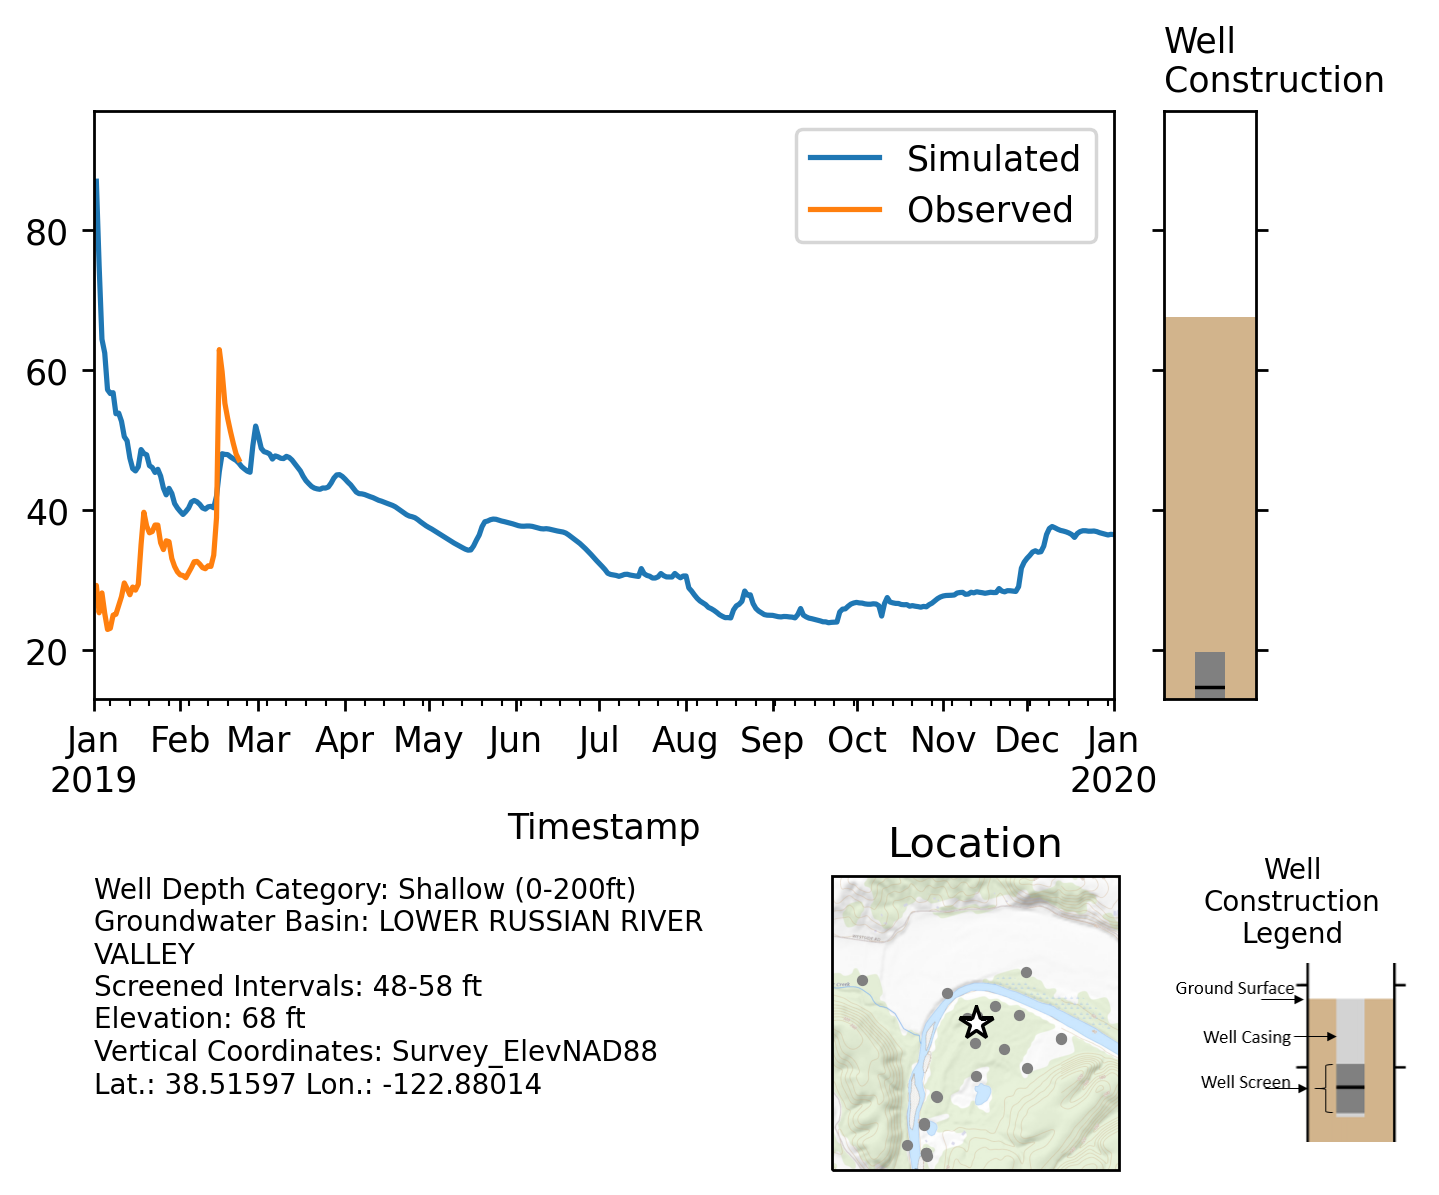 Well
Construction
Simulated
Observed
80
60
40
20
Jan
2019
Feb
Mar
Apr
May
Jun
Jul
Aug
Sep
Oct
Nov
Dec
Jan
2020
Timestamp
Well Depth Category: Shallow (0-200ft)
Groundwater Basin: LOWER RUSSIAN RIVER
VALLEY
Screened Intervals: 48-58 ft
Elevation: 68 ft
Vertical Coordinates: Survey_ElevNAD88
Lat.: 38.51597 Lon.: -122.88014
Location
Well
Construction
Legend
Ground Surface
Well Casing
Well Screen